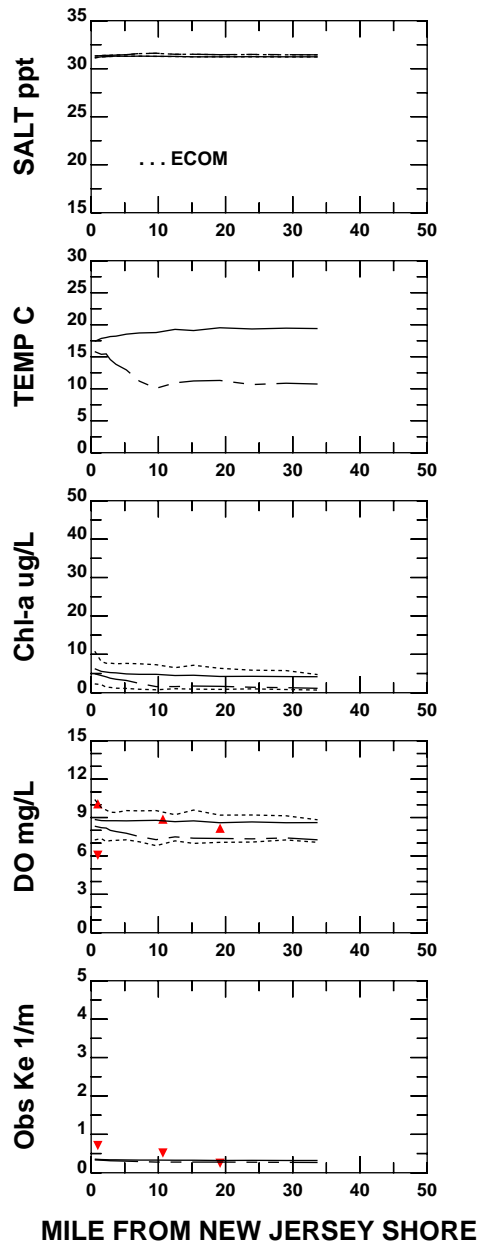 SALT ppt
35
30
25
20
15
. . . ECOM
0 10 20 30 40 50
TEMP C
30
25
20
15
10
5
0
0 10 20 30 40 50
Chl-a ug/L
50
40
30
20
10
0
0 10 20 30 40 50
DO mg/L
15
12
9
6
3
0
0 10 20 30 40 50
Obs Ke 1/m
5
4
3
2
1
0
0 10 20 30 40 50
MILE FROM NEW JERSEY SHORE